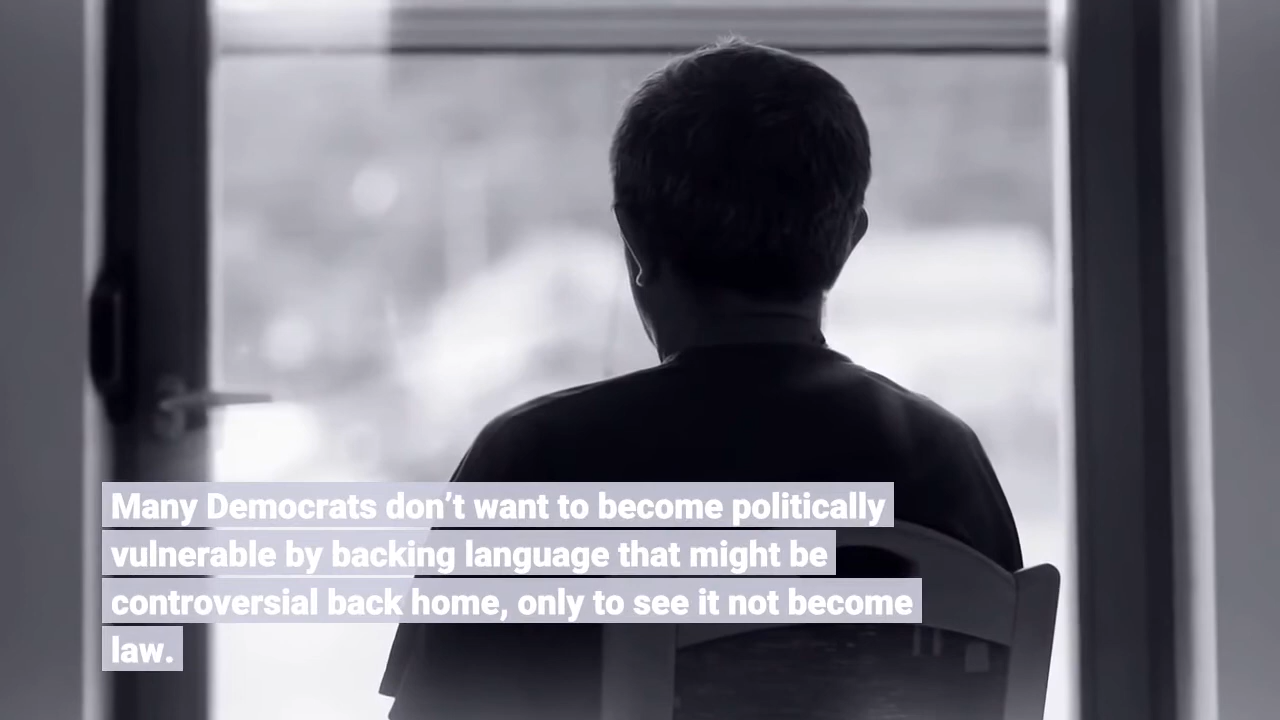 Many Democrats don’t want to become politically
vulnerable by backing language that might be
controversial back home, only to see it not become
law.